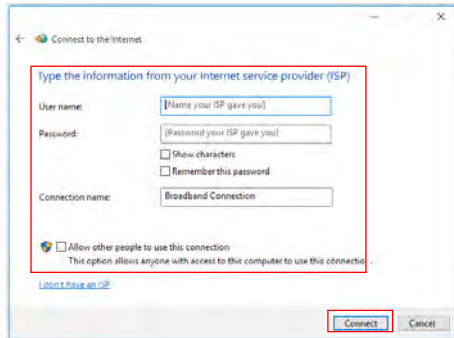 Connect to the Internet
Type the information from your Internet service provider (ISP)
User name:
[Name your ISP gave you]
Password:
[Password your ISP gave you]
Show characters
Remember this password
Connection name:
Broadband Connection
Allow other people to use this connection
This option allows anyone with access to this computer to use this connection.
I don't have an ISP
Connect
Cancel